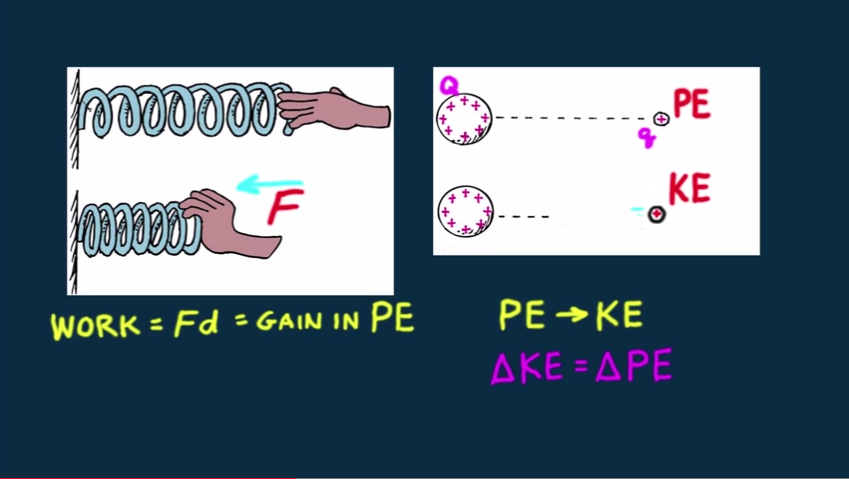 Q
PE
q
KE
F
WORK = Fd = GAIN IN PE
PE → KE
ΔKE = ΔPE